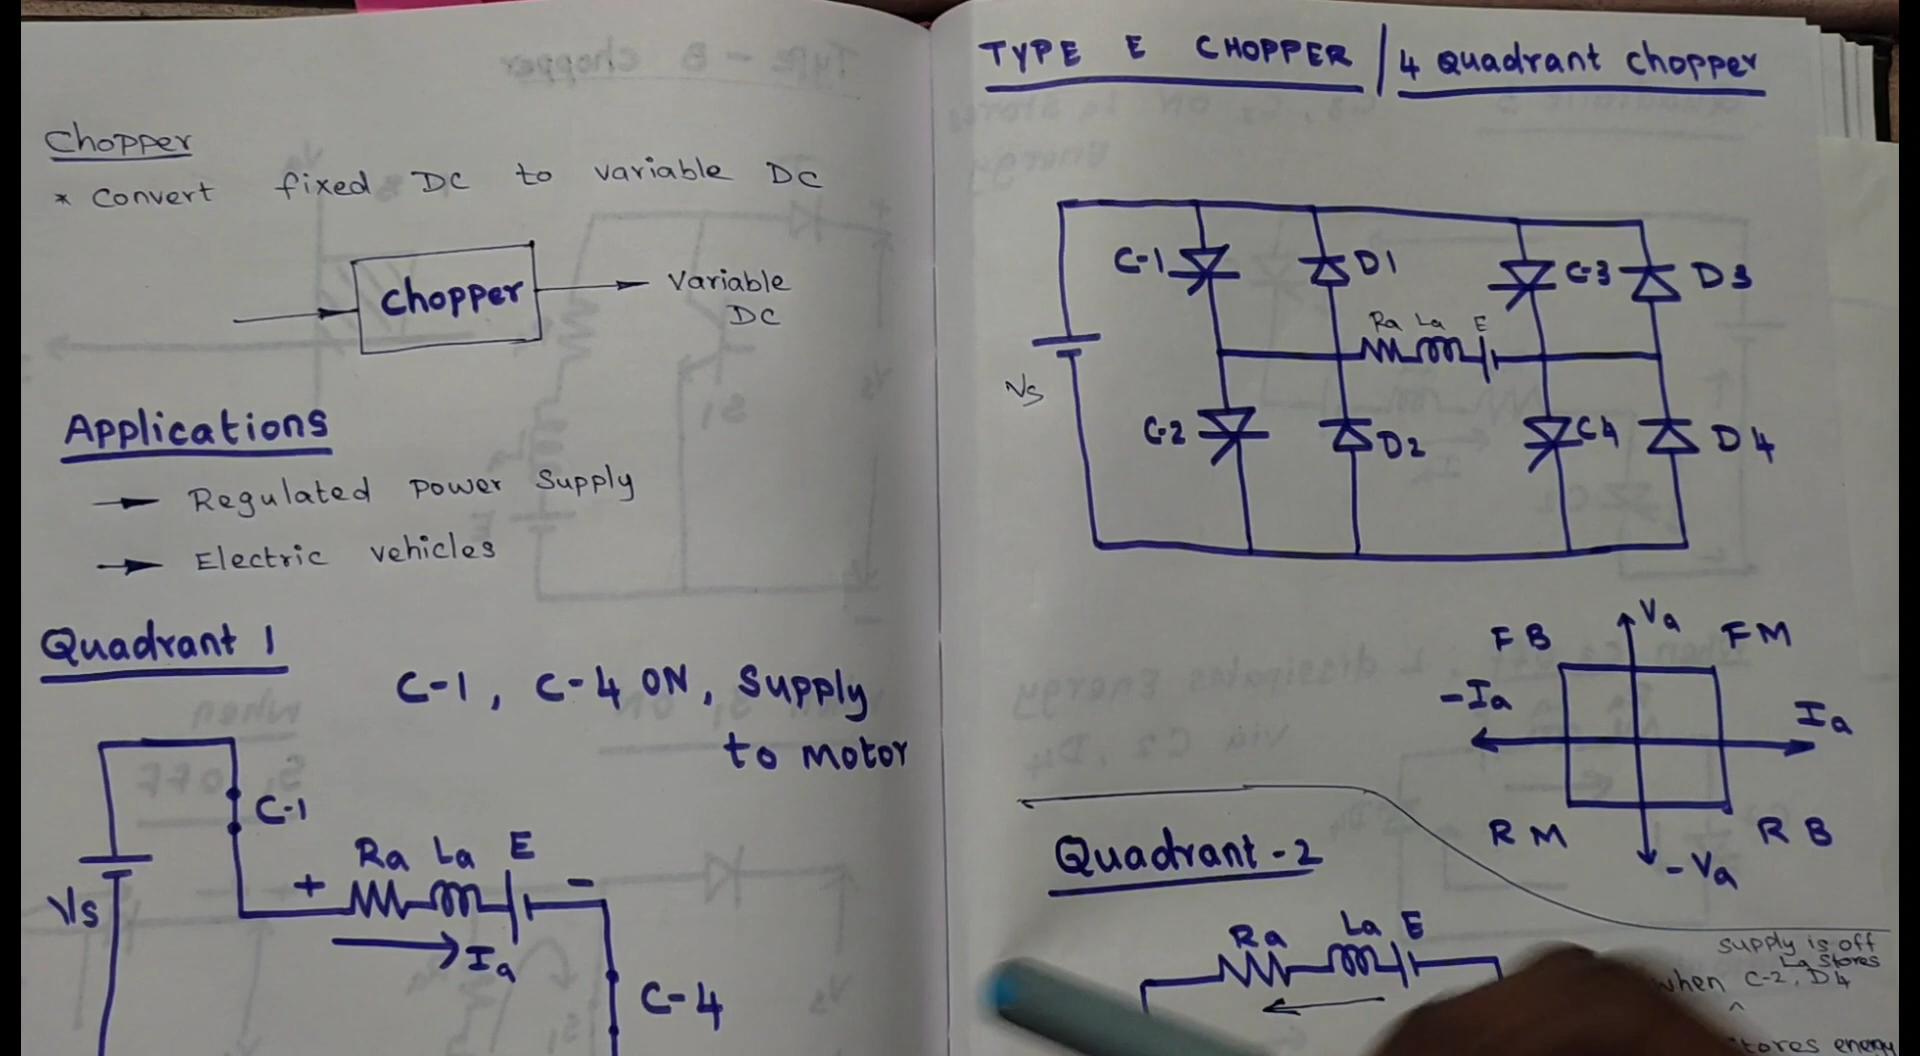 Chopper
* Convert fixed DC to variable DC
Chopper
Variable
DC
Applications
→ Regulated power supply
→ Electric vehicles
Quadrant 1
C-1, C-4 ON, Supply
to motor
C-1
Ra La E
+ -
Vs
Ia
C-4
TYPE E CHOPPER / 4 Quadrant chopper
C-1 D1 C-3 D3
Ra La E
Vs
C-2 D2 C4 D4
Va
FB FM
-Ia Ia
RM RB
-Va
Quadrant-2
Ra La E
Supply is off
La Stores
when C-2, D4
energy